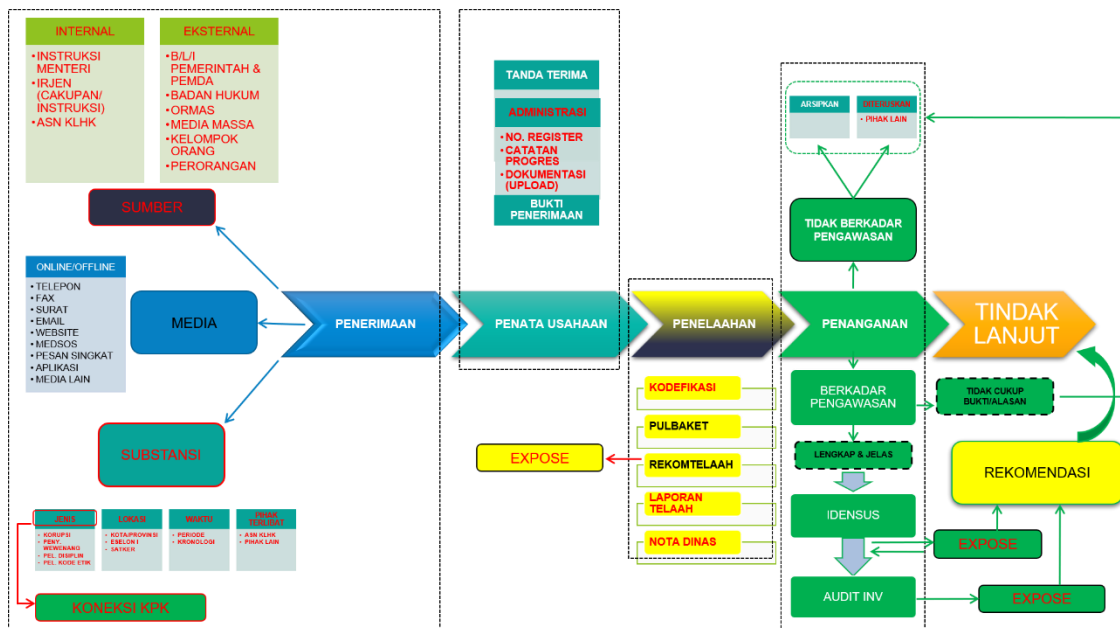 INTERNAL
•INSTRUKSI
MENTERI
•IRJEN
(CAKUPAN/
INSTRUKSI)
•ASN KLHK
EKSTERNAL
•B/L/I
PEMERINTAH &
PEMDA
•BADAN HUKUM
•ORMAS
•MEDIA MASSA
•KELOMPOK
ORANG
•PERORANGAN
SUMBER
ONLINE/OFFLINE
• TELEPON
• FAX
• SURAT
• EMAIL
• WEBSITE
• MEDSOS
• PESAN SINGKAT
• APLIKASI
• MEDIA LAIN
MEDIA
SUBSTANSI
JENIS
• KORUPSI
• PENY.
WEWENANG
• PEL. DISIPLIN
• PEL. KODE ETIK
LOKASI
• KOTA/PROVINSI
• ESELON I
• SATKER
WAKTU
• PERIODE
• KRONOLOGI
PIHAK
TERLIBAT
• ASN KLHK
• PIHAK LAIN
KONEKSI KPK
PENERIMAAN
TANDA TERIMA
ADMINISTRASI
• NO. REGISTER
• CATATAN
PROGRES
• DOKUMENTASI
(UPLOAD)
BUKTI
PENERIMAAN
PENATA USAHAAN
PENELAAHAN
KODEFIKASI
PULBAKET
REKOMTELAAH
LAPORAN
TELAAH
NOTA DINAS
EXPOSE
ARSIPKAN
DITERUSKAN
• PIHAK LAIN
TIDAK BERKADAR
PENGAWASAN
PENANGANAN
BERKADAR
PENGAWASAN
LENGKAP & JELAS
IDENSUS
AUDIT INV
TIDAK CUKUP
BUKTI/ALASAN
EXPOSE
EXPOSE
REKOMENDASI
TINDAK
LANJUT